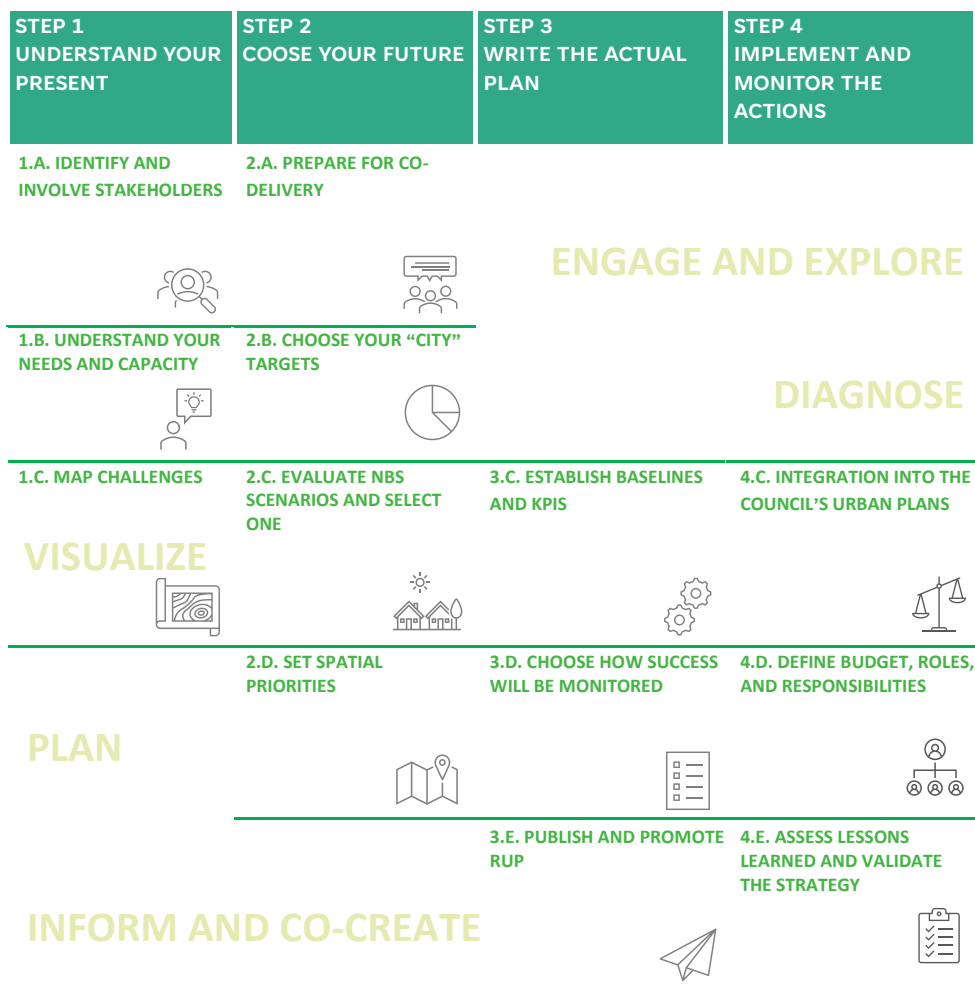 STEP 1
UNDERSTAND YOUR
PRESENT
STEP 2
COOSE YOUR FUTURE
STEP 3
WRITE THE ACTUAL
PLAN
STEP 4
IMPLEMENT AND
MONITOR THE
ACTIONS
1.A. IDENTIFY AND
INVOLVE STAKEHOLDERS
2.A. PREPARE FOR CO-
DELIVERY
ENGAGE AND EXPLORE
1.B. UNDERSTAND YOUR
NEEDS AND CAPACITY
2.B. CHOOSE YOUR “CITY”
TARGETS
DIAGNOSE
1.C. MAP CHALLENGES
2.C. EVALUATE NBS
SCENARIOS AND SELECT
ONE
3.C. ESTABLISH BASELINES
AND KPIS
4.C. INTEGRATION INTO THE
COUNCIL’S URBAN PLANS
VISUALIZE
2.D. SET SPATIAL
PRIORITIES
3.D. CHOOSE HOW SUCCESS
WILL BE MONITORED
4.D. DEFINE BUDGET, ROLES,
AND RESPONSIBILITIES
PLAN
3.E. PUBLISH AND PROMOTE
RUP
4.E. ASSESS LESSONS
LEARNED AND VALIDATE
THE STRATEGY
INFORM AND CO-CREATE